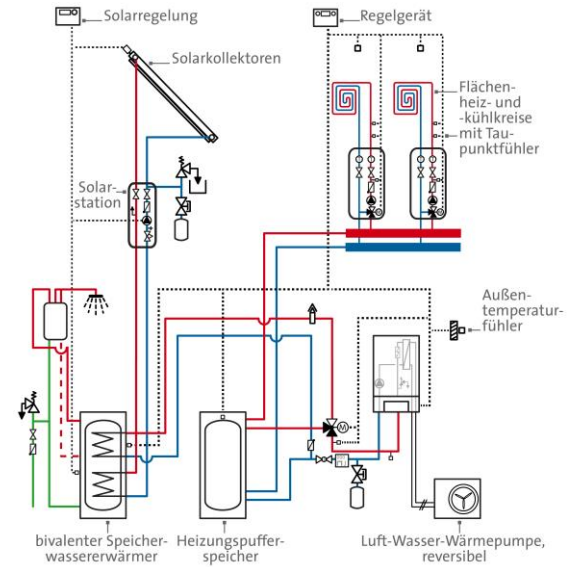 Solarregelung
Regelgerät
Solarkollektoren
Flächen-
heiz- und
-kühlkreise
mit Tau-
punktfühler
Solar-
station
Außen-
temperatur-
fühler
M
bivalenter Speicher-
wassererwärmer
Heizungspuffer-
speicher
Luft-Wasser-Wärmepumpe,
reversibel